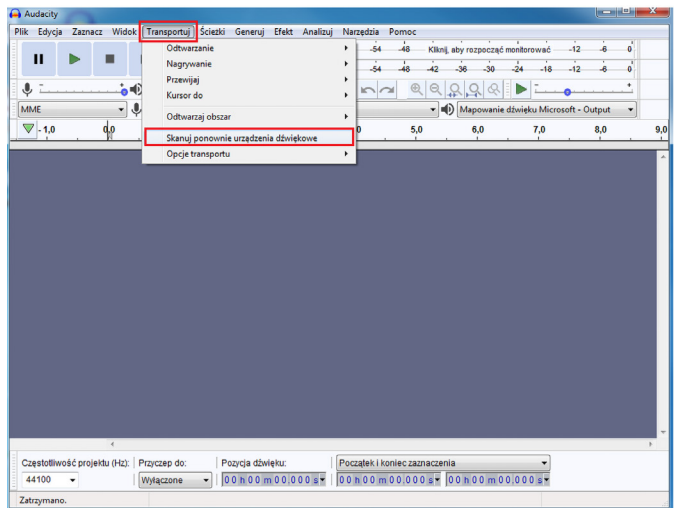 Audacity
Plik Edycja Zaznacz Widok Transportuj Ścieżki Generuj Efekt Analizuj Narzędzia Pomoc
Odtwarzanie
Nagrywanie
Przewijaj
Kursor do
Odtwarzaj obszar
Skanuj ponownie urządzenia dźwiękowe
Opcje transportu
-54 -48 Kliknij, aby rozpocząć monitorować -12 -6 0
-54 -48 -42 -36 -30 -24 -18 -12 -6 0
MME Mapowanie dźwięku Microsoft - Output
- 1,0 0,0 0 5,0 6,0 7,0 8,0 9,0
Częstotliwość projektu (Hz): Przyczep do: Pozycja dźwięku: Początek i koniec zaznaczenia
44100 Wyłączone 00 h 00 m 00,000 s 00 h 00 m 00,000 s 00 h 00 m 00,000 s
Zatrzymano.